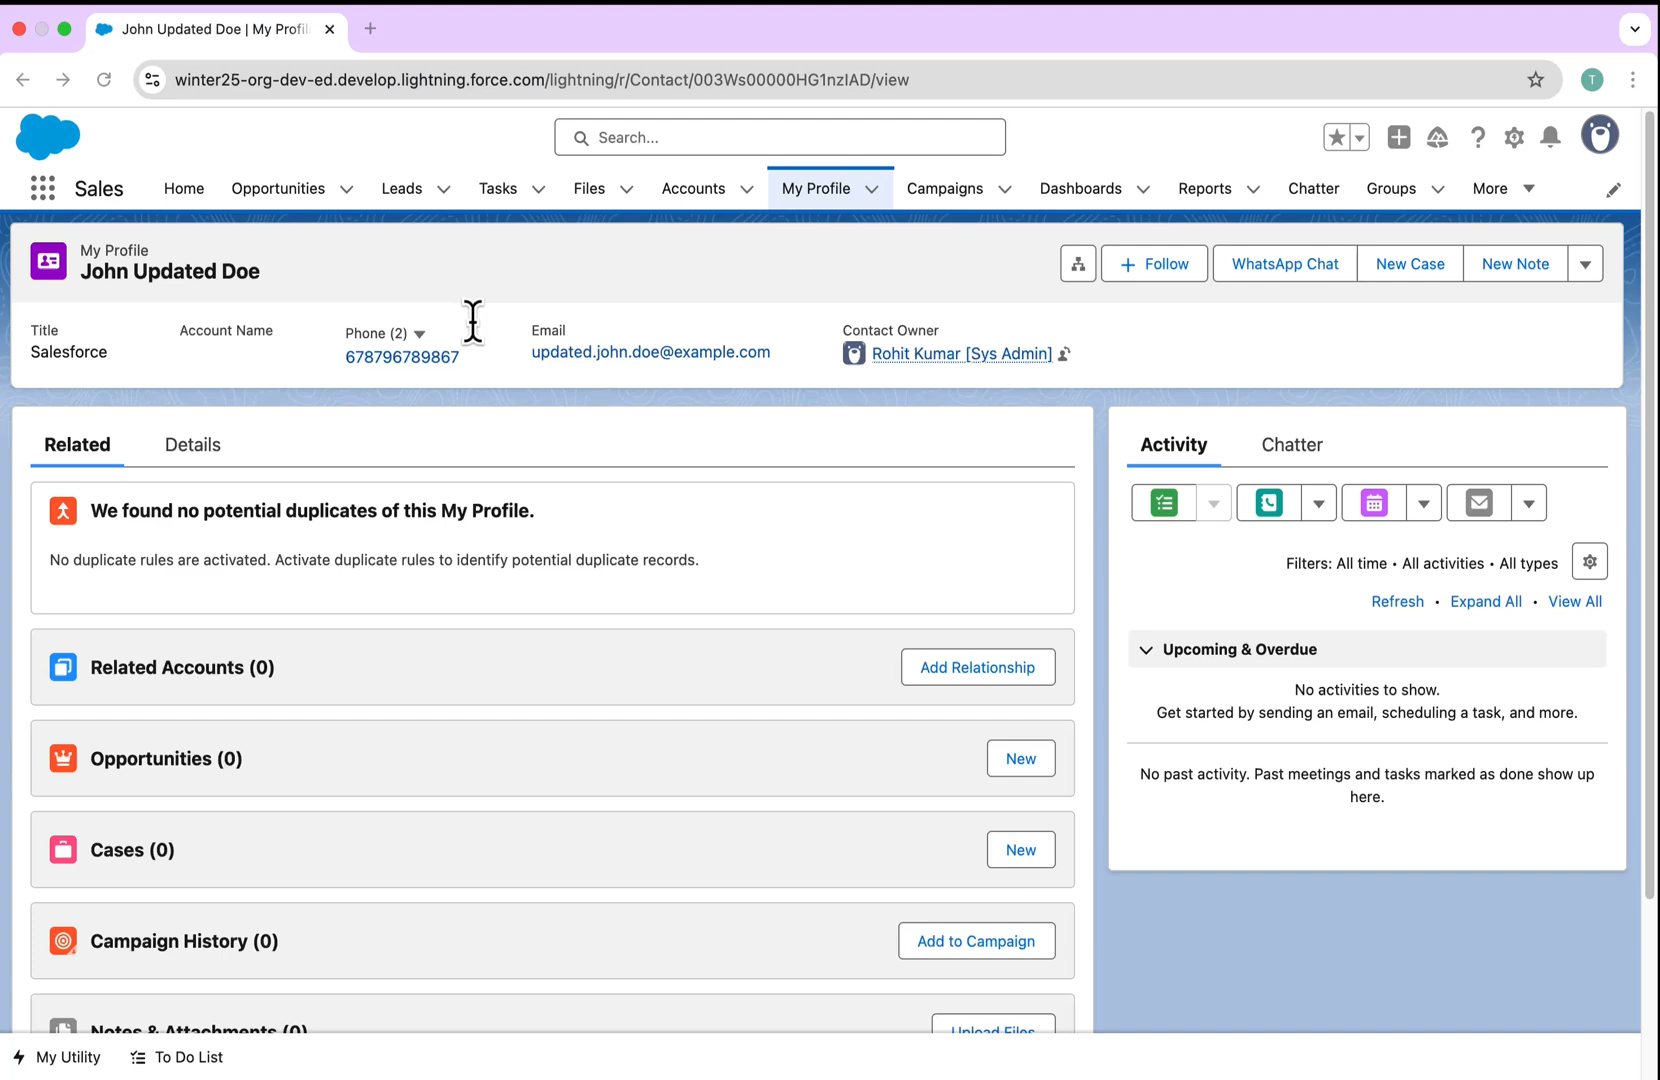 John Updated Doe | My Profil
winter25-org-dev-ed.develop.lightning.force.com/lightning/r/Contact/003Ws00000HG1nzIAD/view
T
Search...
Sales
Home
Opportunities
Leads
Tasks
Files
Accounts
My Profile
Campaigns
Dashboards
Reports
Chatter
Groups
More
My Profile
John Updated Doe
+ Follow
WhatsApp Chat
New Case
New Note
Title
Salesforce
Account Name
Phone (2)
678796789867
Email
updated.john.doe@example.com
Contact Owner
Rohit Kumar [Sys Admin]
Related
Details
We found no potential duplicates of this My Profile.
No duplicate rules are activated. Activate duplicate rules to identify potential duplicate records.
Related Accounts (0)
Add Relationship
Opportunities (0)
New
Cases (0)
New
Campaign History (0)
Add to Campaign
Notes & Attachments (0)
Upload Files
Activity
Chatter
Filters: All time • All activities • All types
Refresh • Expand All • View All
Upcoming & Overdue
No activities to show.
Get started by sending an email, scheduling a task, and more.
No past activity. Past meetings and tasks marked as done show up
here.
My Utility
To Do List